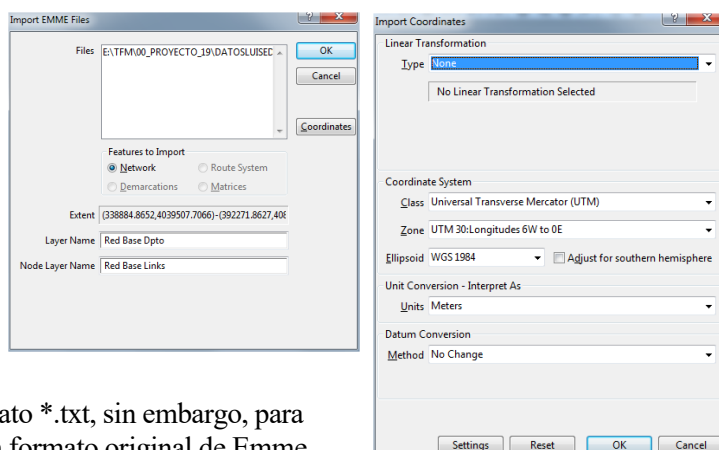 Import EMME Files
Files E:\TFM\00_PROYECTO_19\DATOSLUISED
OK
Cancel
Coordinates
Features to Import
Network Route System
Demarcations Matrices
Extent (338884.8652,4039507.7066)-(392271.8627,408
Layer Name Red Base Dpto
Node Layer Name Red Base Links
Import Coordinates
Linear Transformation
Type None
No Linear Transformation Selected
Coordinate System
Class Universal Transverse Mercator (UTM)
Zone UTM 30:Longitudes 6W to 0E
Ellipsoid WGS 1984 Adjust for southern hemisphere
Unit Conversion - Interpret As
Units Meters
Datum Conversion
Method No Change
Settings Reset OK Cancel
ato *.txt, sin embargo, para
formato original de Emme